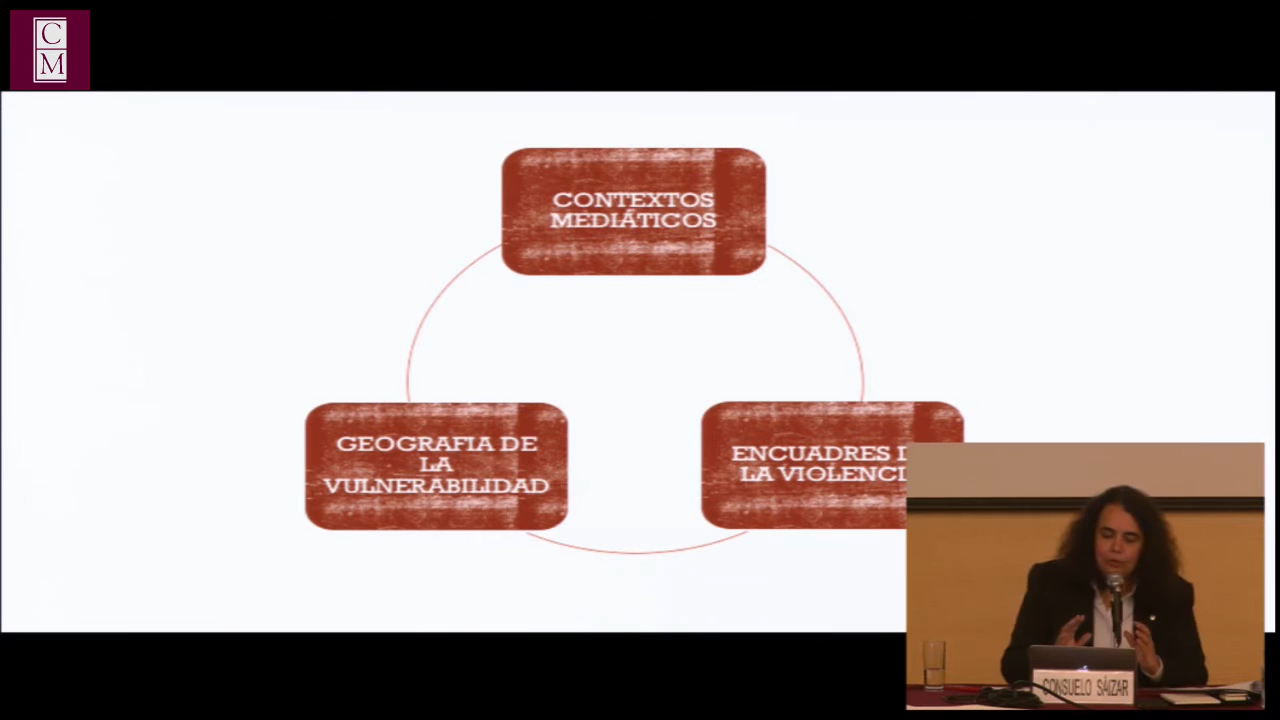 C
M
CONTEXTOS
MEDIÁTICOS
GEOGRAFIA DE
LA
VULNERABILIDAD
ENCUADRES
LA VIOLENCI
CONSUELO SÁIZAR